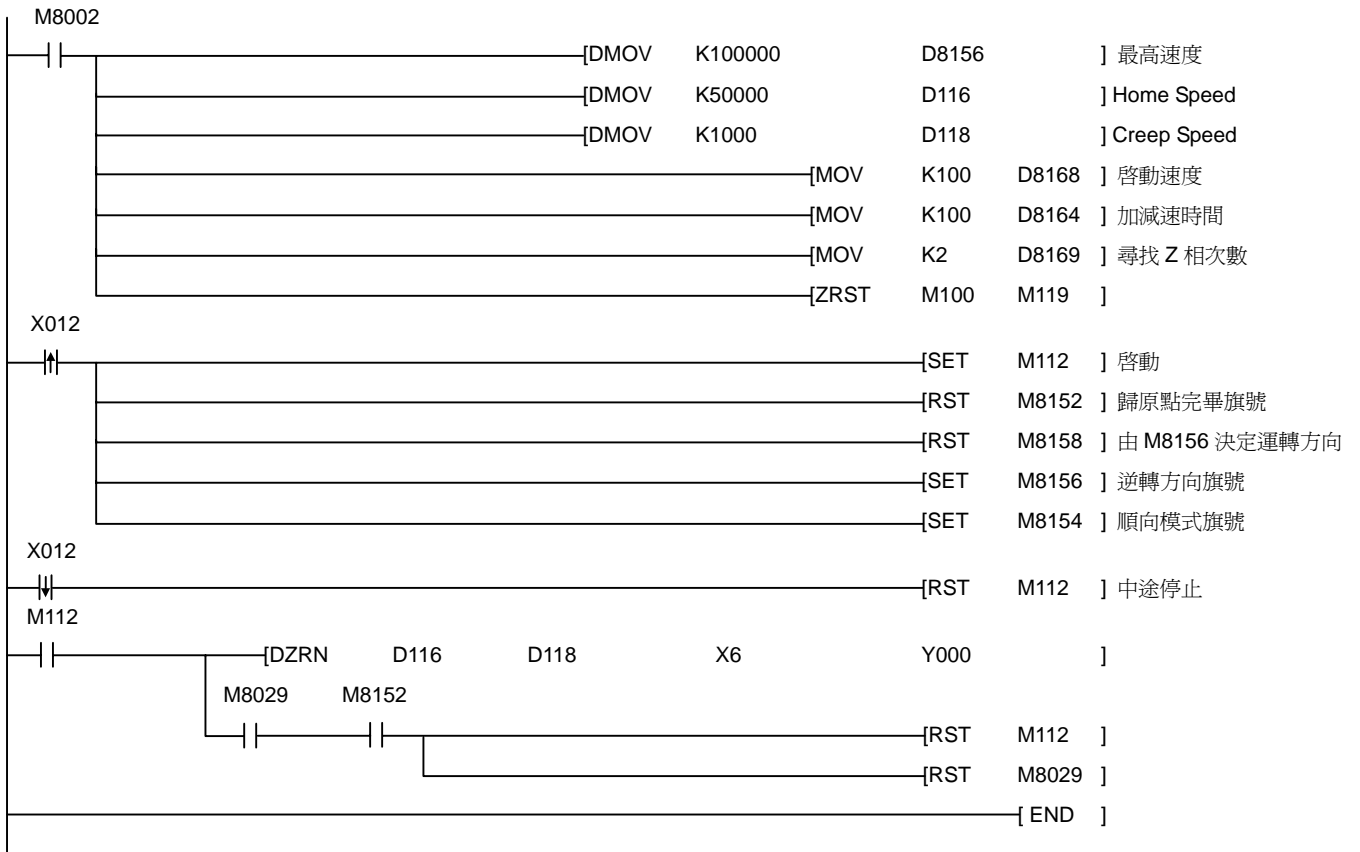 M8002
[DMOV K100000 D8156 ] 最高速度
[DMOV K50000 D116 ] Home Speed
[DMOV K1000 D118 ] Creep Speed
[MOV K100 D8168 ] 啓動速度
[MOV K100 D8164 ] 加減速時間
[MOV K2 D8169 ] 尋找 Z 相次數
[ZRST M100 M119 ]
X012
[SET M112 ] 啓動
[RST M8152 ] 歸原點完畢旗號
[RST M8158 ] 由 M8156 決定運轉方向
[SET M8156 ] 逆轉方向旗號
[SET M8154 ] 順向模式旗號
X012
[RST M112 ] 中途停止
M112
[DZRN D116 D118 X6 Y000 ]
M8029 M8152
[RST M112 ]
[RST M8029 ]
[ END ]